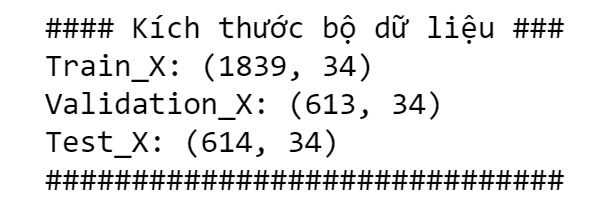 #### Kích thước bộ dữ liệu ###
Train_X: (1839, 34)
Validation_X: (613, 34)
Test_X: (614, 34)
##############################